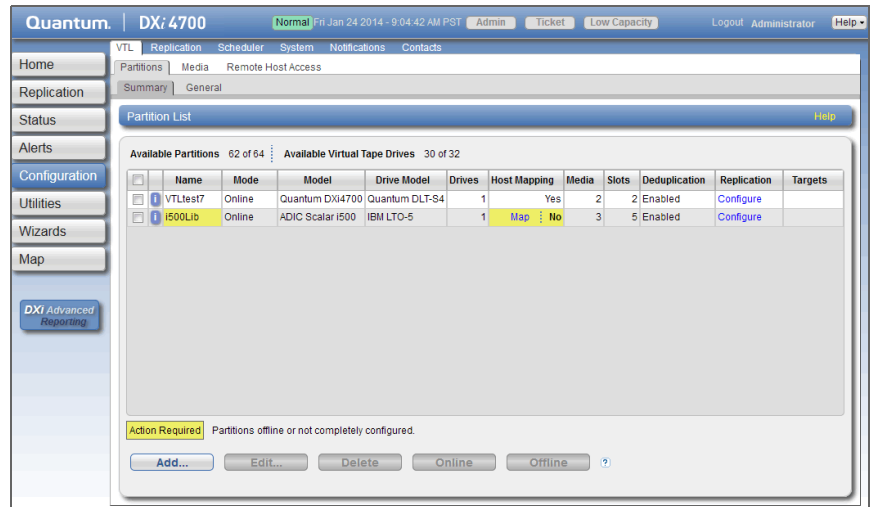 Quantum. DXi 4700 Normal Fri Jan 24 2014 - 9:04:42 AM PST Admin Ticket Low Capacity Logout Administrator Help
VTL Replication Scheduler System Notifications Contacts
Home
Partitions Media Remote Host Access
Replication
Summary General
Status
Partition List Help
Alerts
Available Partitions 62 of 64 Available Virtual Tape Drives 30 of 32
Configuration
Name Mode Model Drive Model Drives Host Mapping Media Slots Deduplication Replication Targets
i VTLtest7 Online Quantum DXi4700 Quantum DLT-S4 1 Yes 2 2 Enabled Configure
Utilities
i i500Lib Online ADIC Scalar i500 IBM LTO-5 1 Map No 3 5 Enabled Configure
Wizards
Map
DXi Advanced
Reporting
Action Required Partitions offline or not completely configured.
Add... Edit... Delete Online Offline ?